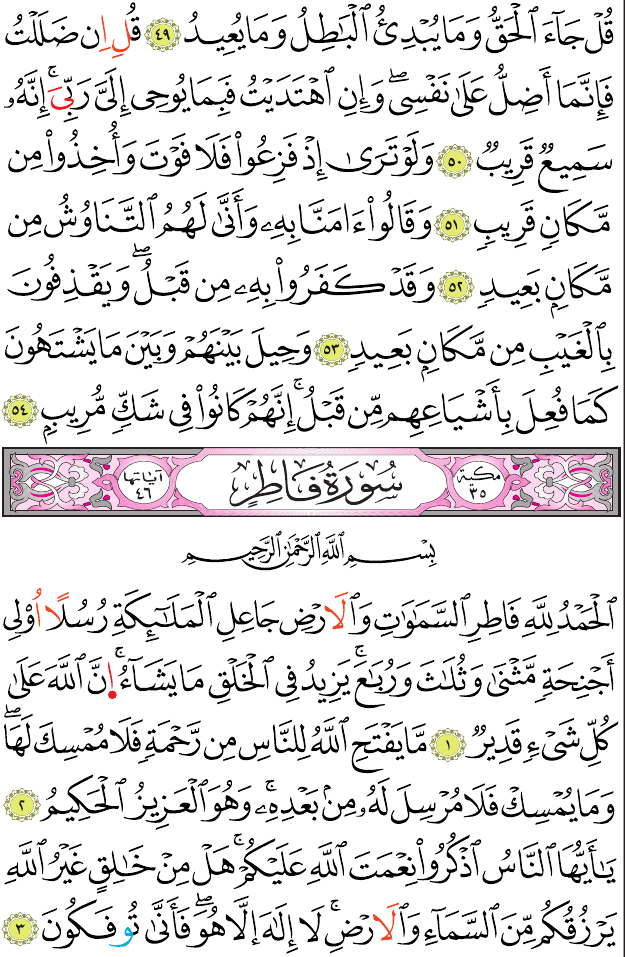 قُلْ جَآءَ ٱلْحَقُّ وَمَا يُبْدِئُ ٱلْبَٰطِلُ وَمَا يُعِيدُ ٤٩ قُلِ اِن ضَلَلْتُ
فَإِنَّمَآ أَضِلُّ عَلَىٰ نَفْسِىۖ وَإِنِ ٱهْتَدَيْتُ فَبِمَا يُوحِىٓ إِلَىَّ رَبِّىَۚ إِنَّهُۥ
سَمِيعٌ قَرِيبٌ ٥٠ وَلَوْ تَرَىٰٓ إِذْ فَزِعُوا۟ فَلَا فَوْتَ وَأُخِذُوا۟ مِن
مَّكَانٍ قَرِيبٍ ٥١ وَقَالُوٓا۟ ءَامَنَّا بِهِۦ وَأَنَّىٰ لَهُمُ ٱلتَّنَاوُشُ مِن
مَّكَانٍۭ بَعِيدٍ ٥٢ وَقَدْ كَفَرُوا۟ بِهِۦ مِن قَبْلُۖ وَيَقْذِفُونَ
بِٱلْغَيْبِ مِن مَّكَانٍۭ بَعِيدٍ ٥٣ وَحِيلَ بَيْنَهُمْ وَبَيْنَ مَا يَشْتَهُونَ
كَمَا فُعِلَ بِأَشْيَاعِهِم مِّن قَبْلُۚ إِنَّهُمْ كَانُوا۟ فِى شَكٍّ مُّرِيبٍۭ ٥٤
مكية ٣٥ سُورَةُ فَاطِرٍ آياتها ٤٦
بِسْمِ ٱللَّهِ ٱلرَّحْمَٰنِ ٱلرَّحِيمِ
ٱلْحَمْدُ لِلَّهِ فَاطِرِ ٱلسَّمَٰوَٰتِ وَٱلَارْضِ جَاعِلِ ٱلْمَلَٰٓئِكَةِ رُسُلًا اُو۟لِىٓ
أَجْنِحَةٍ مَّثْنَىٰ وَثُلَٰثَ وَرُبَٰعَۚ يَزِيدُ فِى ٱلْخَلْقِ مَا يَشَآءُۚ اِنَّ ٱللَّهَ عَلَىٰ
كُلِّ شَىْءٍ قَدِيرٌ ١ مَّا يَفْتَحِ ٱللَّهُ لِلنَّاسِ مِن رَّحْمَةٍ فَلَا مُمْسِكَ لَهَاۖ
وَمَا يُمْسِكْ فَلَا مُرْسِلَ لَهُۥ مِنۢ بَعْدِهِۦۚ وَهُوَ ٱلْعَزِيزُ ٱلْحَكِيمُ ٢
يَٰٓأَيُّهَا ٱلنَّاسُ ٱذْكُرُوا۟ نِعْمَتَ ٱللَّهِ عَلَيْكُمْۚ هَلْ مِنْ خَٰلِقٍ غَيْرُ ٱللَّهِ
يَرْزُقُكُم مِّنَ ٱلسَّمَآءِ وَٱلَارْضِۚ لَآ إِلَٰهَ إِلَّا هُوَۖ فَأَنَّىٰ تُوفَكُونَ ٣